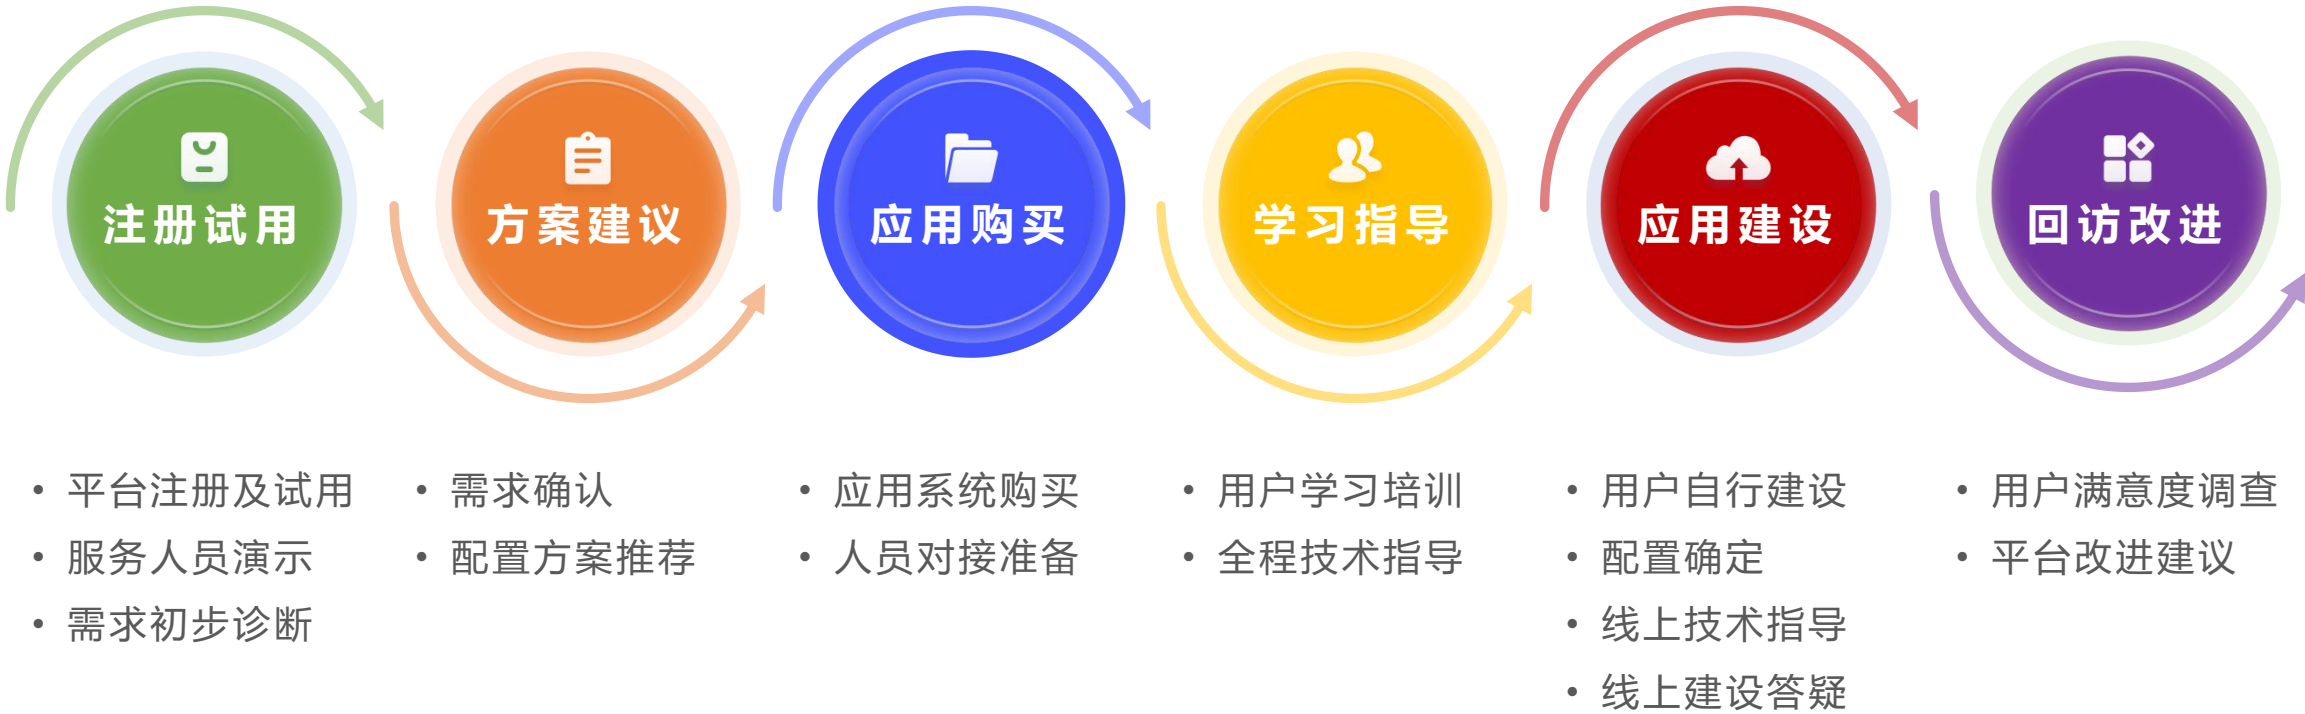 注册试用
方案建议
应用购买
学习指导
应用建设
回访改进
• 平台注册及试用
• 服务人员演示
• 需求初步诊断
• 需求确认
• 配置方案推荐
• 应用系统购买
• 人员对接准备
• 用户学习培训
• 全程技术指导
• 用户自行建设
• 配置确定
• 线上技术指导
• 线上建设答疑
• 用户满意度调查
• 平台改进建议